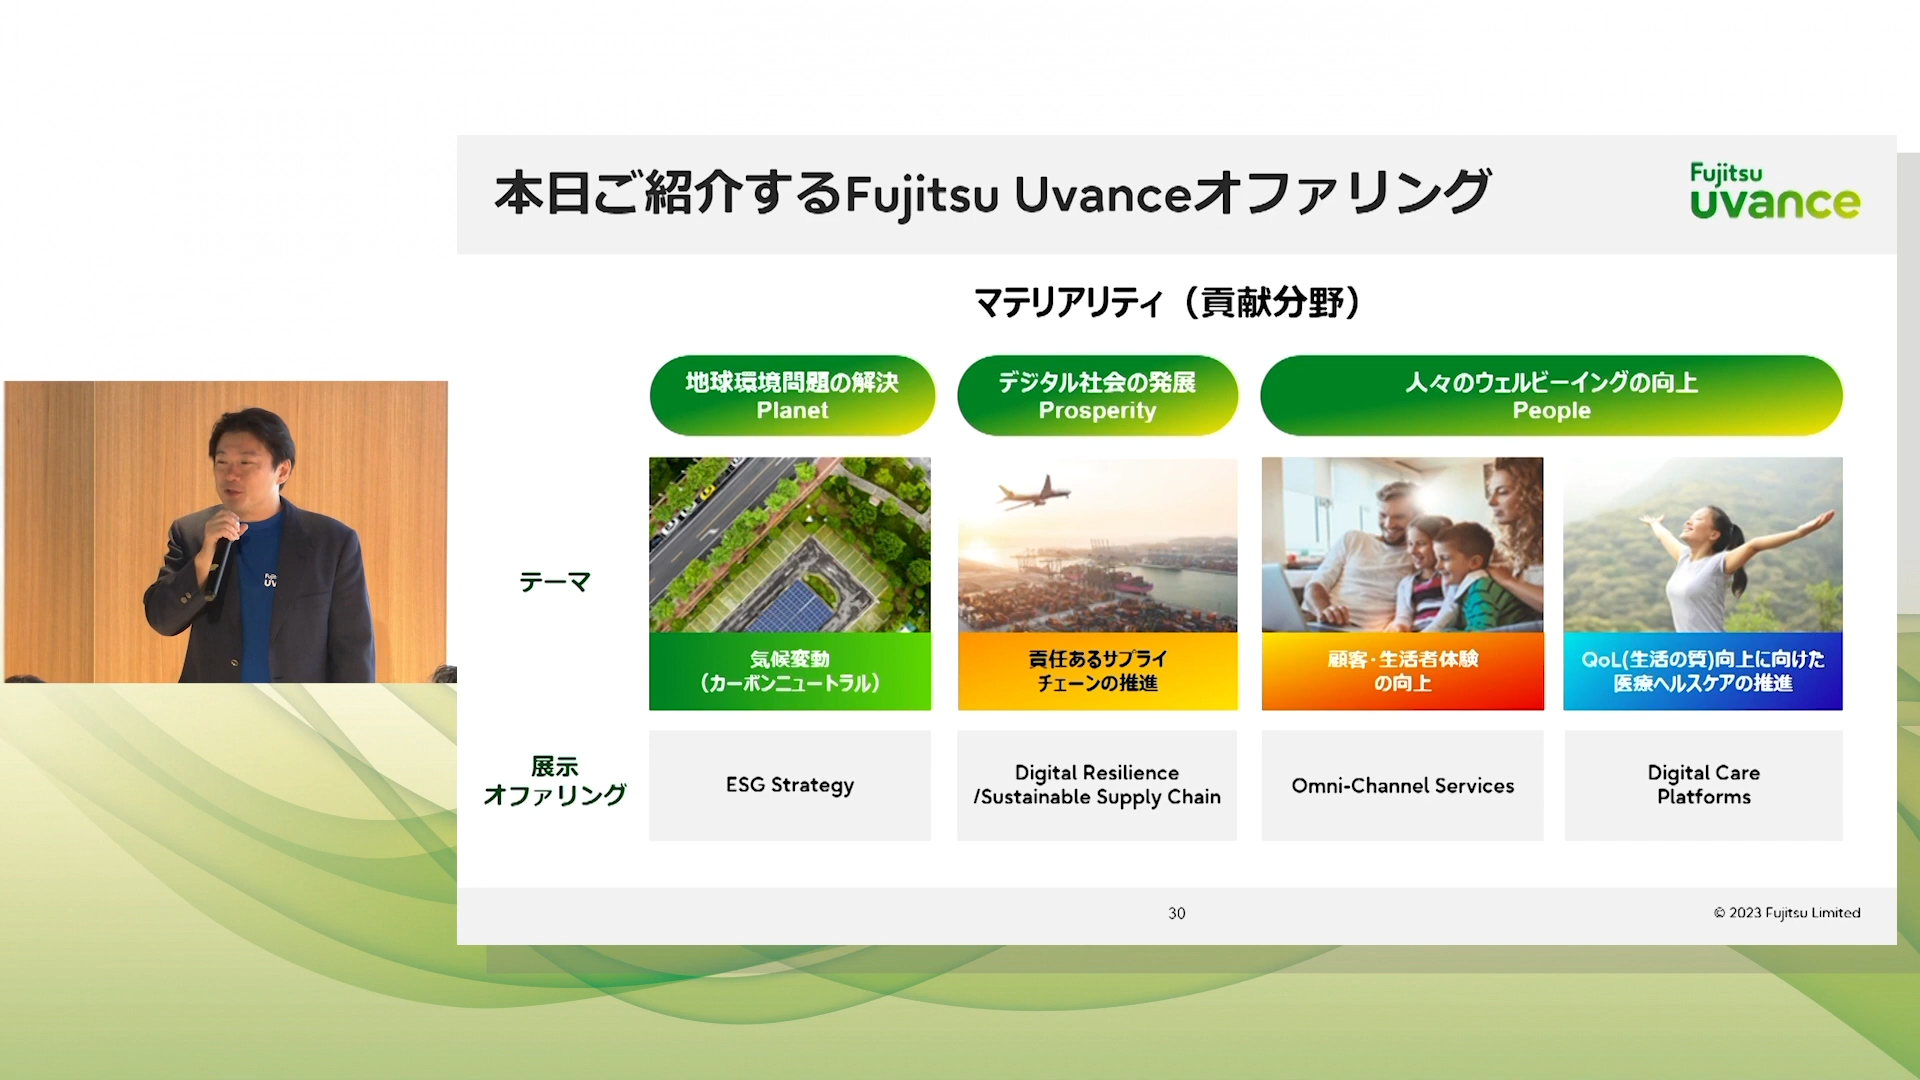 本日ご紹介するFujitsu Uvanceオファリング
Fujitsu
uvance
マテリアリティ（貢献分野）
地球環境問題の解決
Planet
デジタル社会の発展
Prosperity
人々のウェルビーイングの向上
People
テーマ
気候変動
（カーボンニュートラル）
責任あるサプライ
チェーンの推進
顧客・生活者体験
の向上
QoL(生活の質)向上に向けた
医療ヘルスケアの推進
展示
オファリング
ESG Strategy
Digital Resilience
/Sustainable Supply Chain
Omni-Channel Services
Digital Care
Platforms
30
© 2023 Fujitsu Limited